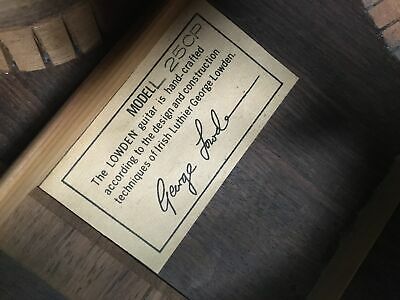 MODELL 25CP
The LOWDEN guitar is hand-crafted
according to the design and construction
techniques of Irish Luthier George Lowden.
George Lowden